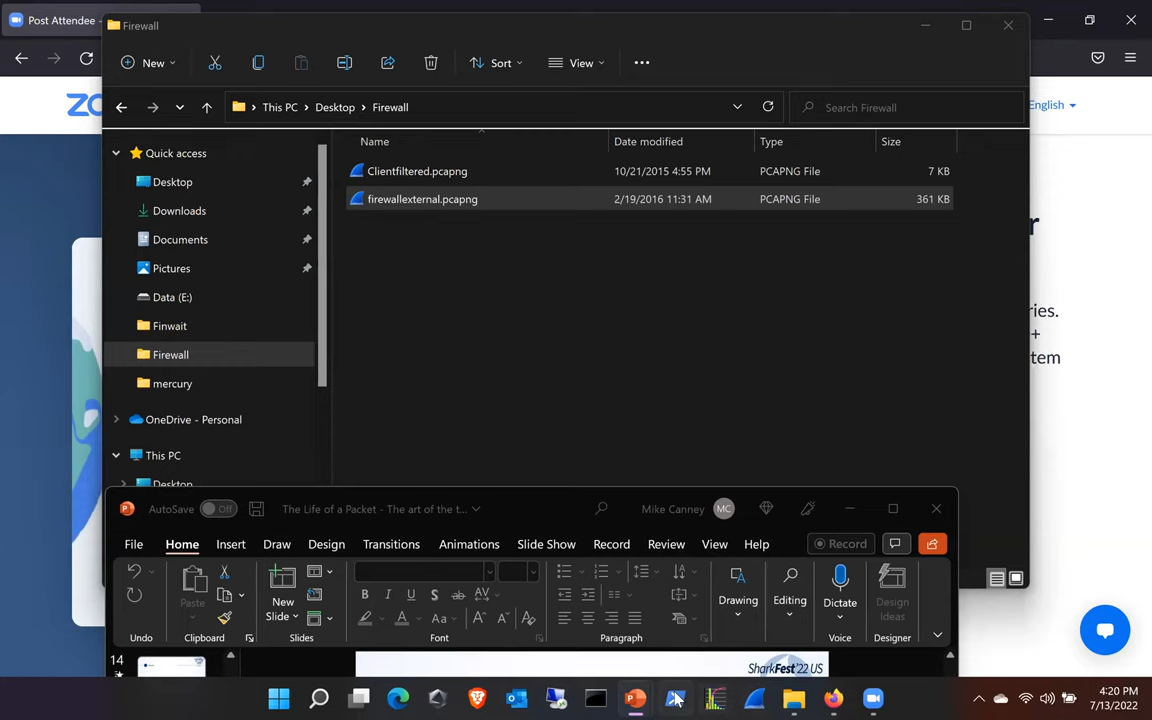 Post Attendee -
Firewall
New
Sort
View
This PC > Desktop > Firewall
Search Firewall
English
ZO
Name
Date modified
Type
Size
Quick access
Clientfiltered.pcapng
10/21/2015 4:55 PM
PCAPNG File
7 KB
Desktop
firewallexternal.pcapng
2/19/2016 11:31 AM
PCAPNG File
361 KB
Downloads
r
Documents
Pictures
Data (E:)
ries.
Finwait
+
Firewall
tem
mercury
OneDrive - Personal
This PC
Desktop
AutoSave
Off
The Life of a Packet - The art of the t...
Mike Canney
MC
File
Home
Insert
Draw
Design
Transitions
Animations
Slide Show
Record
Review
View
Help
Record
Paste
New
Slide
B
I
U
S
ab
AV
Aa
A
A
A
Drawing
Editing
Dictate
Design
Ideas
Undo
Clipboard
Slides
Font
Paragraph
Voice
Designer
14
SharkFest'22 US
4:20 PM
7/13/2022